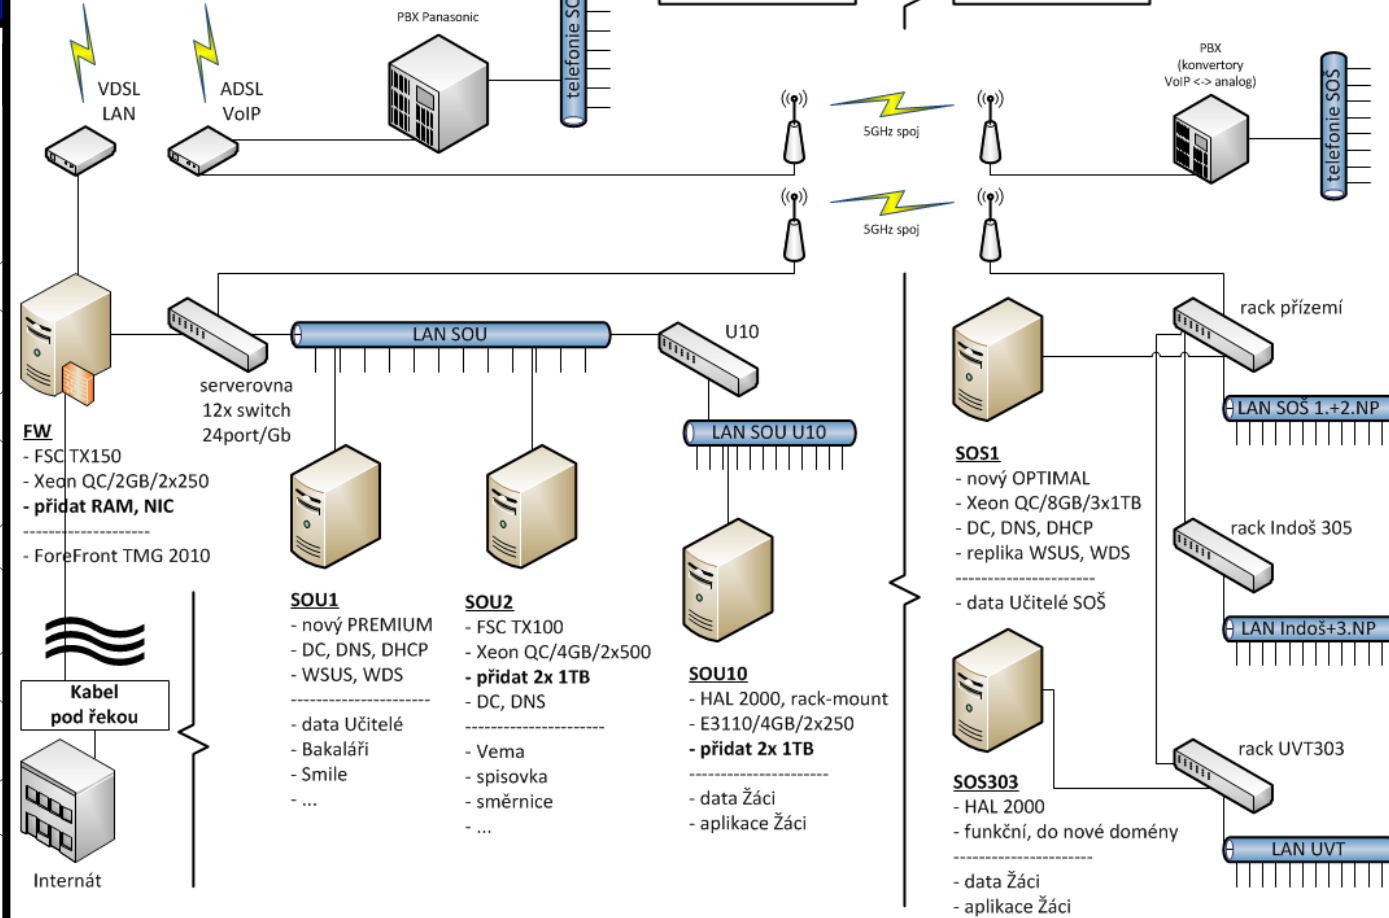 PBX Panasonic
telefonie SO
VDSL
LAN
ADSL
VoIP
5GHz spoj
PBX
(konvertory
VoIP <-> analog)
telefonie SOŠ
5GHz spoj
LAN SOU
U10
rack přízemí
serverovna
12x switch
24port/Gb
LAN SOŠ 1.+2.NP
LAN SOU U10
FW
- FSC TX150
- Xeon QC/2GB/2x250
- přidat RAM, NIC
---------------------
- ForeFront TMG 2010
SOS1
- nový OPTIMAL
- Xeon QC/8GB/3x1TB
- DC, DNS, DHCP
- replika WSUS, WDS
-----------------------
- data Učitelé SOŠ
rack Indoš 305
LAN Indoš+3.NP
SOU1
- nový PREMIUM
- DC, DNS, DHCP
- WSUS, WDS
-----------------------
- data Učitelé
- Bakaláři
- Smile
- ...
SOU2
- FSC TX100
- Xeon QC/4GB/2x500
- přidat 2x 1TB
- DC, DNS
-----------------------
- Vema
- spisovka
- směrnice
- ...
SOU10
- HAL 2000, rack-mount
- E3110/4GB/2x250
- přidat 2x 1TB
-----------------------
- data Žáci
- aplikace Žáci
Kabel
pod řekou
Internát
rack UVT303
SOS303
- HAL 2000
- funkční, do nové domény
-----------------------
- data Žáci
- aplikace Žáci
LAN UVT